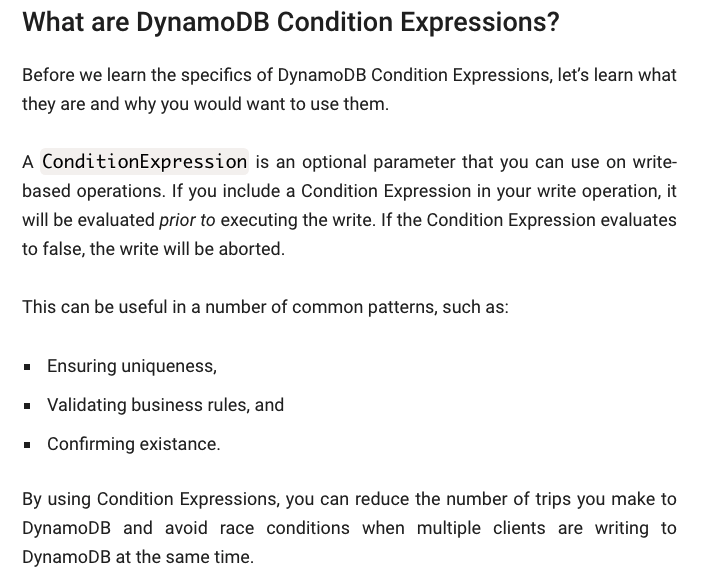 What are DynamoDB Condition Expressions?
Before we learn the specifics of DynamoDB Condition Expressions, let’s learn what
they are and why you would want to use them.
A ConditionExpression is an optional parameter that you can use on write-
based operations. If you include a Condition Expression in your write operation, it
will be evaluated prior to executing the write. If the Condition Expression evaluates
to false, the write will be aborted.
This can be useful in a number of common patterns, such as:
▪ Ensuring uniqueness,
▪ Validating business rules, and
▪ Confirming existance.
By using Condition Expressions, you can reduce the number of trips you make to
DynamoDB and avoid race conditions when multiple clients are writing to
DynamoDB at the same time.